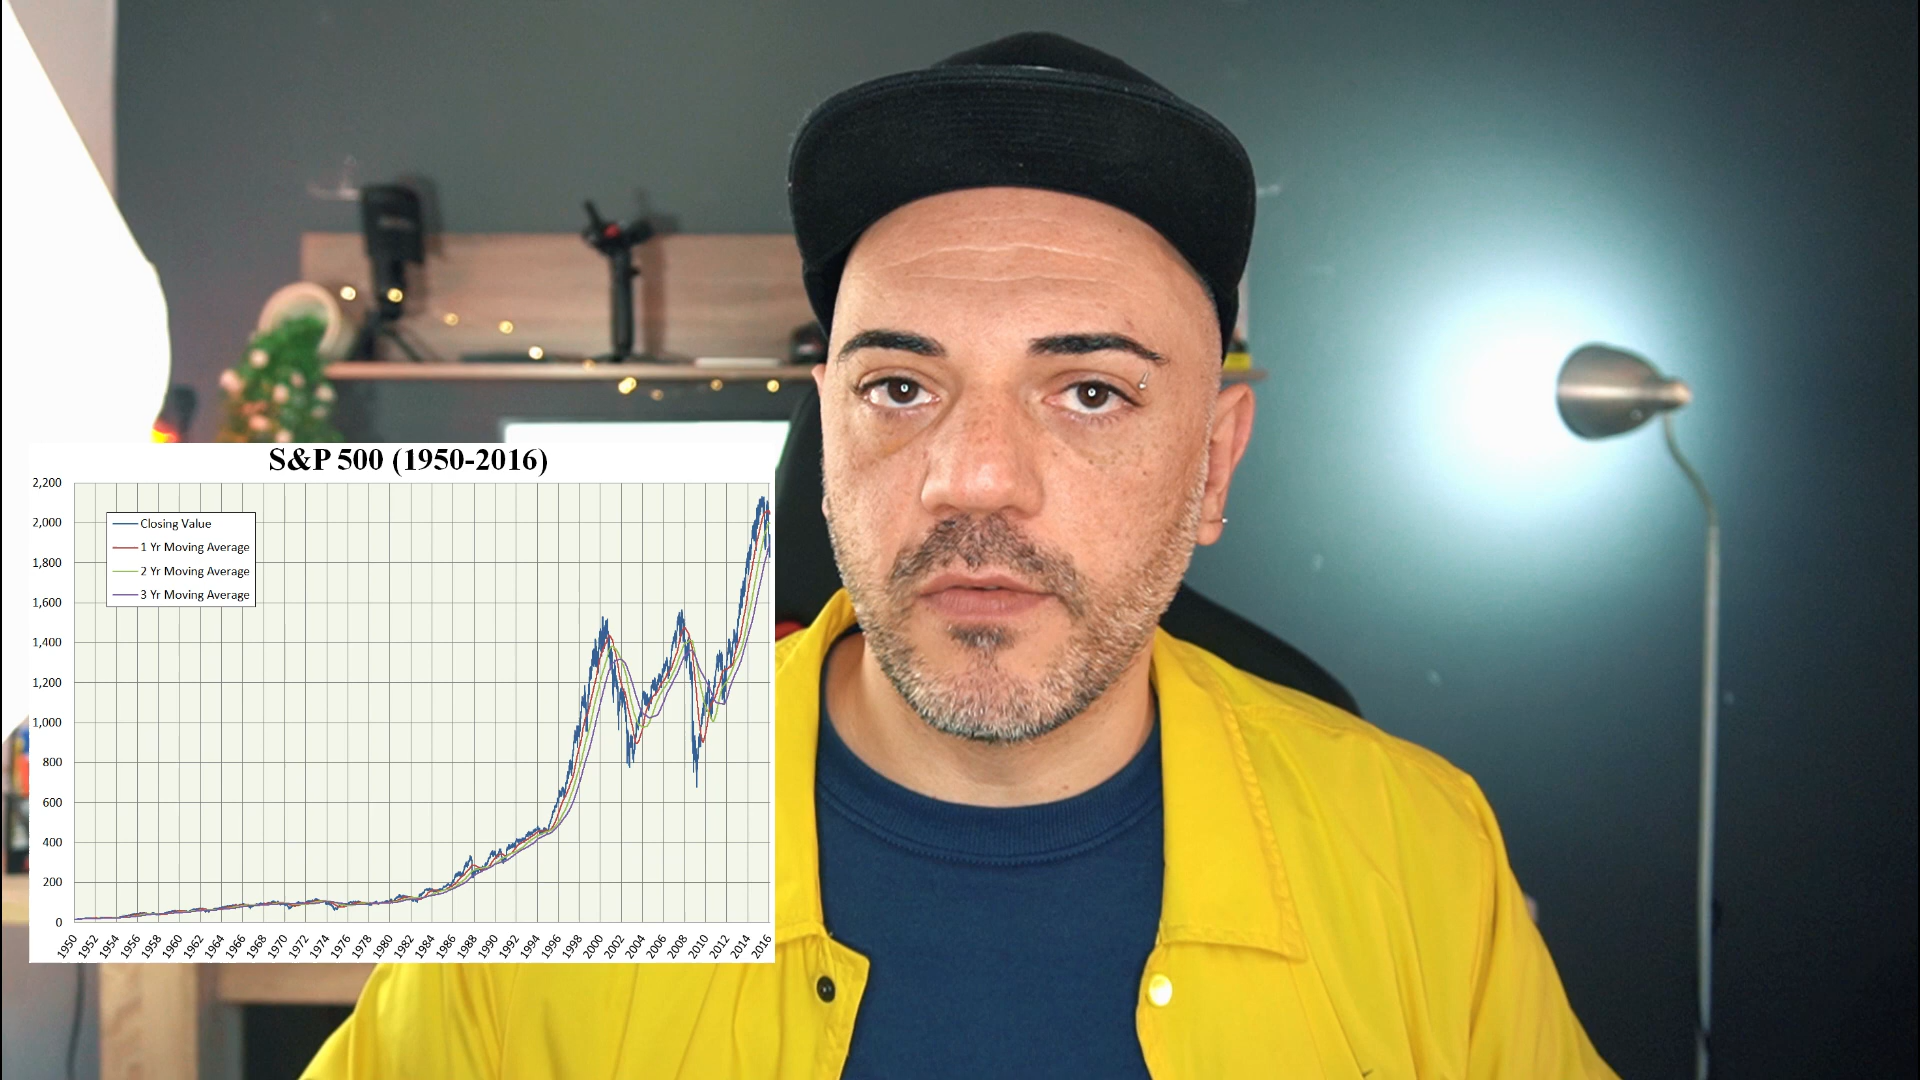 S&P 500 (1950-2016)
2,200
2,000
1,800
1,600
1,400
1,200
1,000
800
600
400
200
0
Closing Value
1 Yr Moving Average
2 Yr Moving Average
3 Yr Moving Average
1950 1952 1954 1956 1958 1960 1962 1964 1966 1968 1970 1972 1974 1976 1978 1980 1982 1984 1986 1988 1990 1992 1994 1996 1998 2000 2002 2004 2006 2008 2010 2012 2014 2016